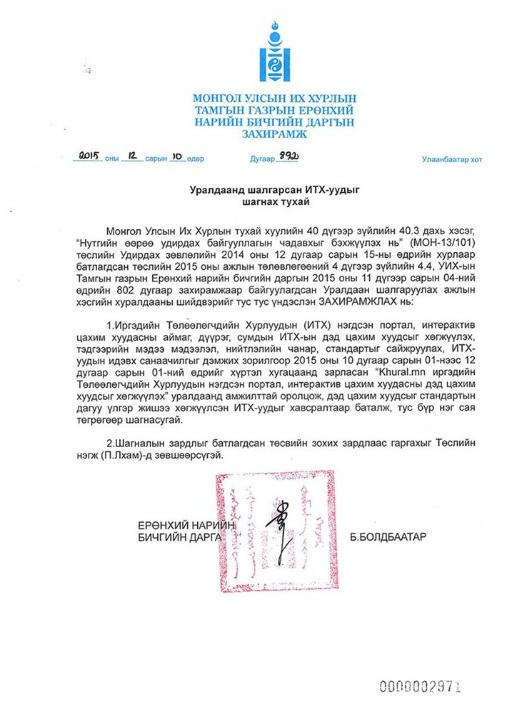 МОНГОЛ УЛСЫН ИХ ХУРЛЫН
ТАМГЫН ГАЗРЫН ЕРӨНХИЙ
НАРИЙН БИЧГИЙН ДАРГЫН
ЗАХИРАМЖ
2015 оны 12 сарын 10 өдөр Дугаар 892 Улаанбаатар хот
Уралдаанд шалгарсан ИТХ-уудыг
шагнах тухай
Монгол Улсын Их Хурлын тухай хуулийн 40 дүгээр зүйлийн 40.3 дахь хэсэг,
“Нутгийн өөрөө удирдах байгууллагын чадавхыг бэхжүүлэх нь” (МОН-13/101)
төслийн Удирдах зөвлөлийн 2014 оны 12 дугаар сарын 15-ны өдрийн хурлаар
батлагдсан төслийн 2015 оны ажлын төлөвлөгөөний 4 дүгээр зүйлийн 4.4, УИХ-ын
Тамгын газрын Ерөнхий нарийн бичгийн даргын 2015 оны 11 дүгээр сарын 04-ний
өдрийн 802 дугаар захирамжаар байгуулагдсан Уралдаан шалгаруулах ажлын
хэсгийн хуралдааны шийдвэрийг тус тус үндэслэн ЗАХИРАМЖЛАХ нь:
1.Иргэдийн Төлөөлөгчдийн Хурлуудын (ИТХ) нэгдсэн портал, интерактив
цахим хуудасны аймаг, дүүрэг, сумдын ИТХ-ын дэд цахим хуудсыг хөгжүүлэх,
тэдгээрийн мэдээ мэдээлэл, нийтлэлийн чанар, стандартыг сайжруулах, ИТХ-
уудын идэвх санаачилгыг дэмжих зорилгоор 2015 оны 10 дугаар сарын 01-нээс 12
дугаар сарын 01-ний өдрийг хүртэл хугацаанд зарласан “Khural.mn иргэдийн
Төлөөлөгчдийн Хурлуудын нэгдсэн портал, интерактив цахим хуудасны дэд цахим
хуудсыг хөгжүүлэх” уралдаанд амжилттай оролцож, дэд цахим хуудсыг стандартын
дагуу үлгэр жишээ хөгжүүлсэн ИТХ-уудыг хавсралтаар баталж, тус бүр нэг сая
төгрөгөөр шагнасугай.
2.Шагналын зардлыг батлагдсан төсвийн зохих зардлаас гаргахыг Төслийн
нэгж (П.Лхам)-д зөвшөөрсүгэй.
ЕРӨНХИЙ НАРИЙН
БИЧГИЙН ДАРГА Б.БОЛДБААТАР
0000002971